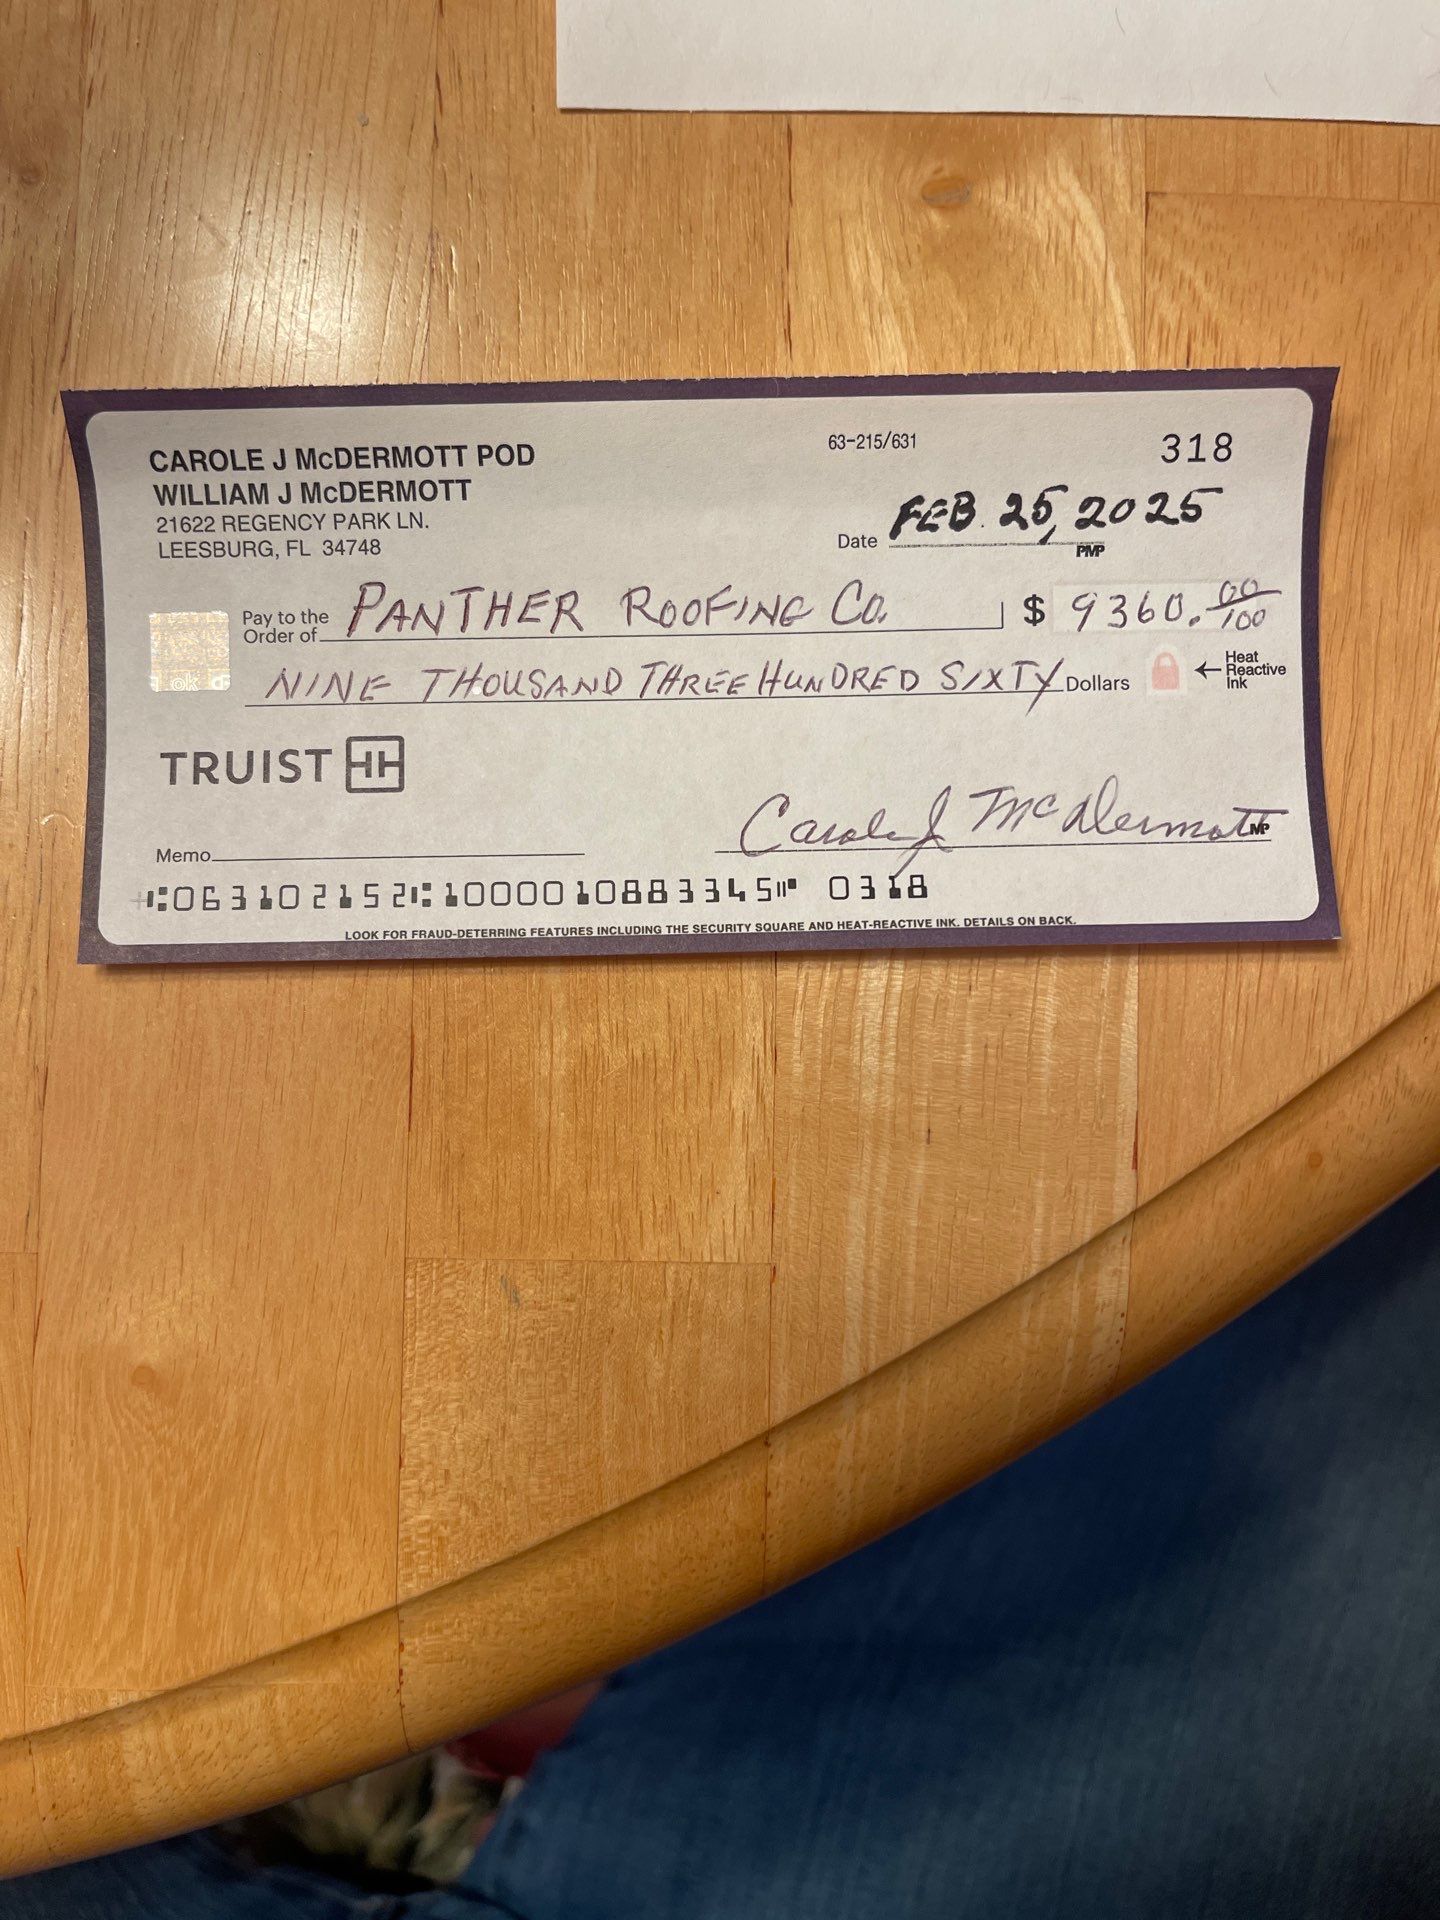 CAROLE J McDERMOTT POD
WILLIAM J McDERMOTT
21622 REGENCY PARK LN.
LEESBURG, FL 34748
63-215/631
318
Date FEB. 25, 2025
PMP
Pay to the Order of PANTHER ROOFING CO. $ 9360.00/100
NINE THOUSAND THREE HUNDRED SIXTY Dollars
Heat
Reactive
Ink
ok
TRUIST
Carole J McDermott
MP
Memo
⑆063102152⑆1000010883345⑈ 0318
LOOK FOR FRAUD-DETERRING FEATURES INCLUDING THE SECURITY SQUARE AND HEAT-REACTIVE INK. DETAILS ON BACK.